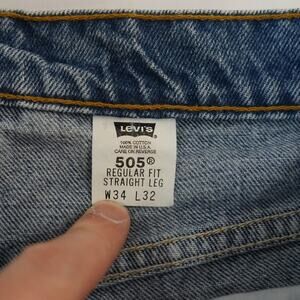 LEVI'S
100% COTTON
MADE IN U.S.A.
CARE ON REVERSE
505®
REGULAR FIT
STRAIGHT LEG
W34 L32